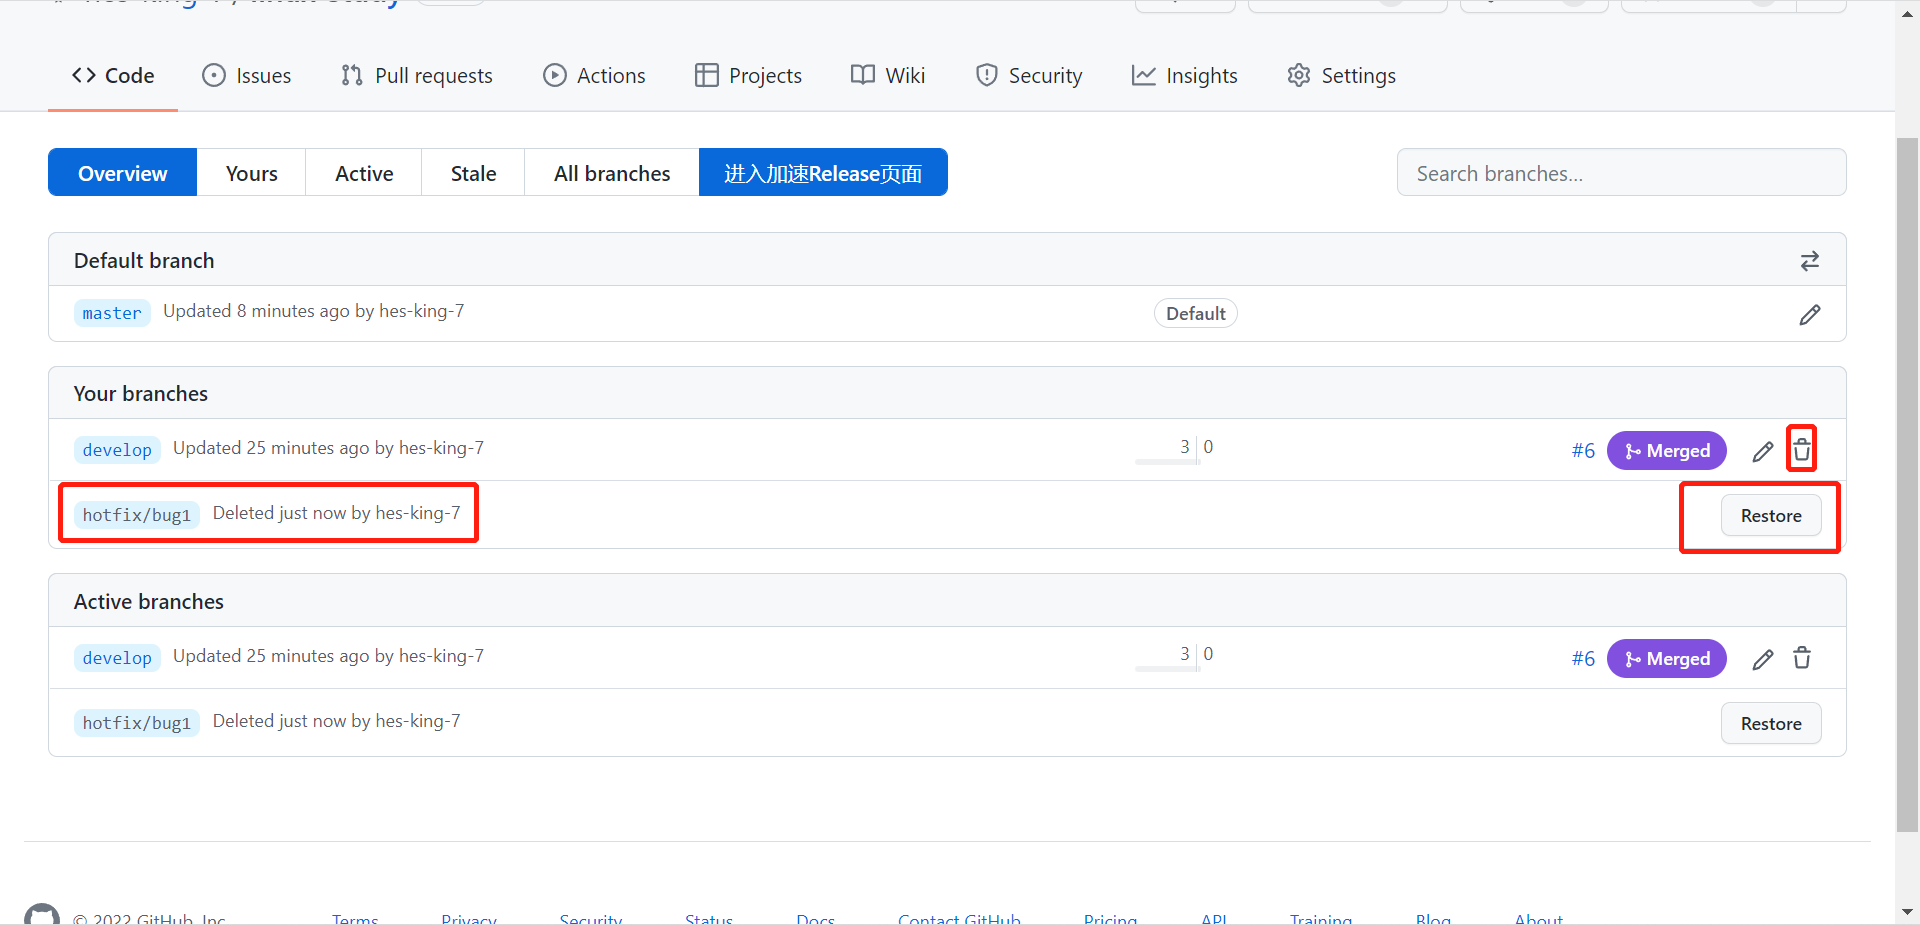 Code Issues Pull requests Actions Projects Wiki Security Insights Settings
Overview Yours Active Stale All branches 进入加速Release页面 Search branches...
Default branch
master Updated 8 minutes ago by hes-king-7 Default
Your branches
develop Updated 25 minutes ago by hes-king-7 3 0 #6 Merged
hotfix/bug1 Deleted just now by hes-king-7 Restore
Active branches
develop Updated 25 minutes ago by hes-king-7 3 0 #6 Merged
hotfix/bug1 Deleted just now by hes-king-7 Restore
© 2022 GitHub, Inc. Terms Privacy Security Status Docs Contact GitHub Pricing API Training Blog About